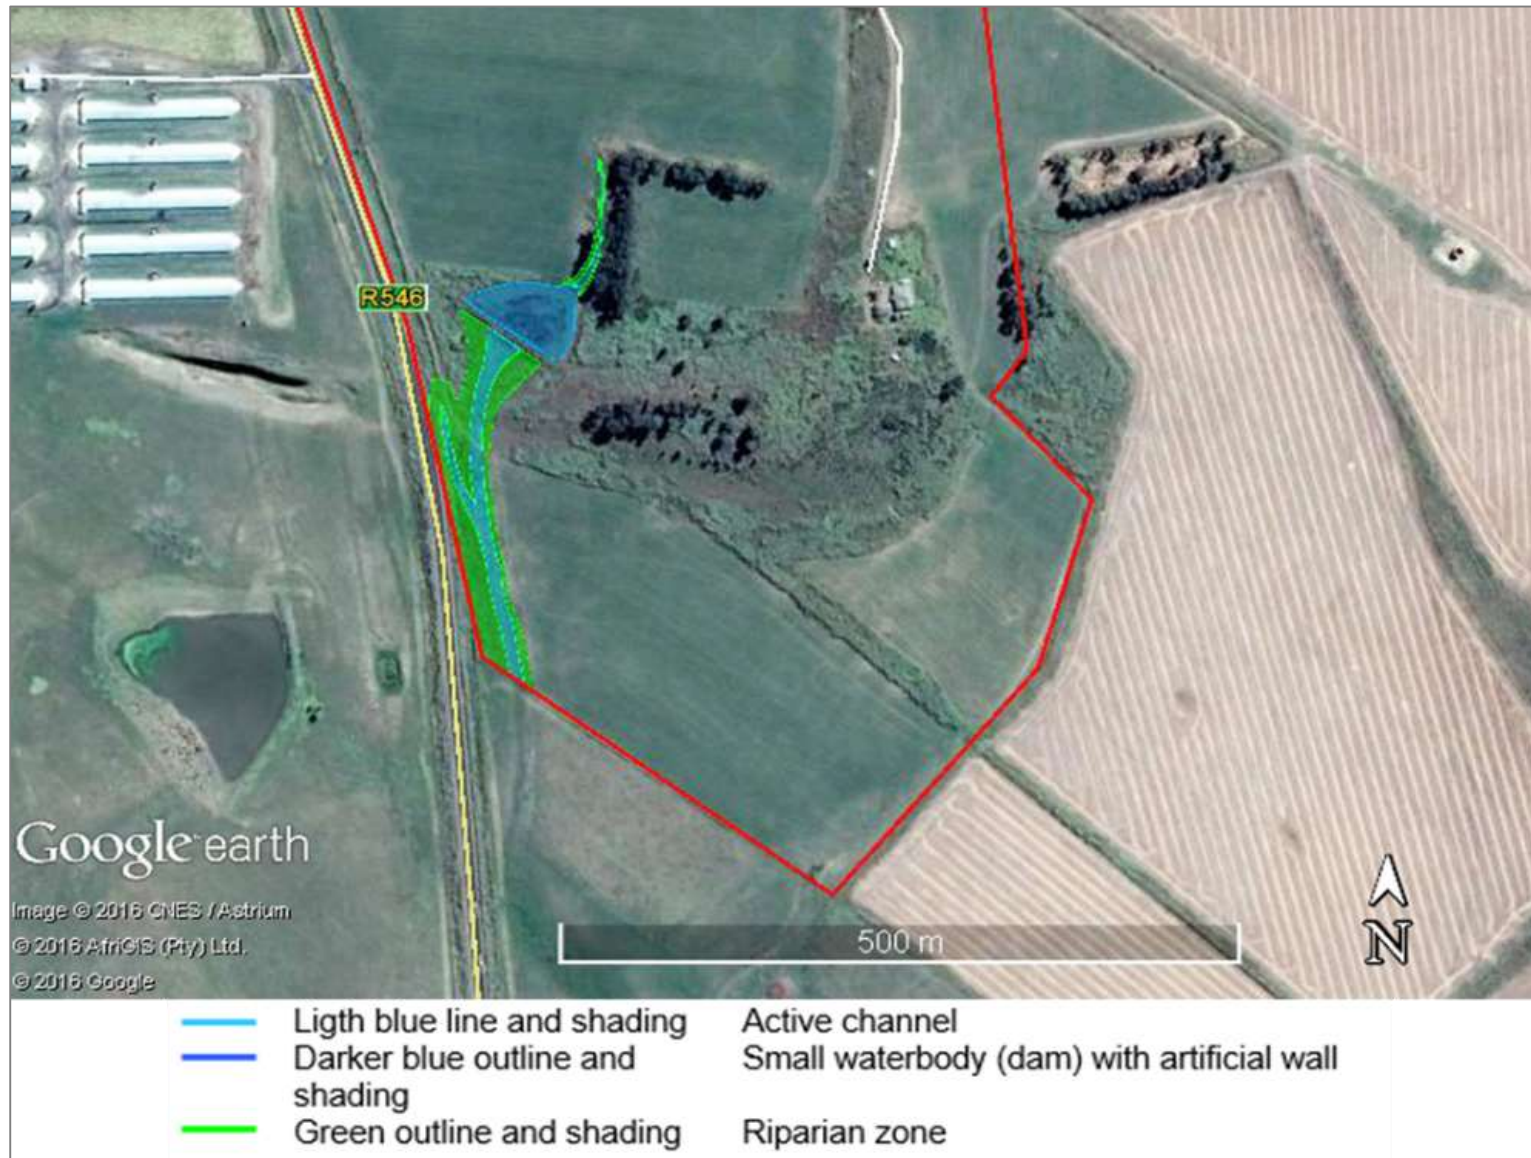 R546
Google earth
Image © 2016 CNES / Astrium
© 2016 AfriGIS (Pty) Ltd.
© 2016 Google
500 m
N
Ligth blue line and shading Active channel
Darker blue outline and Small waterbody (dam) with artificial wall
shading
Green outline and shading Riparian zone